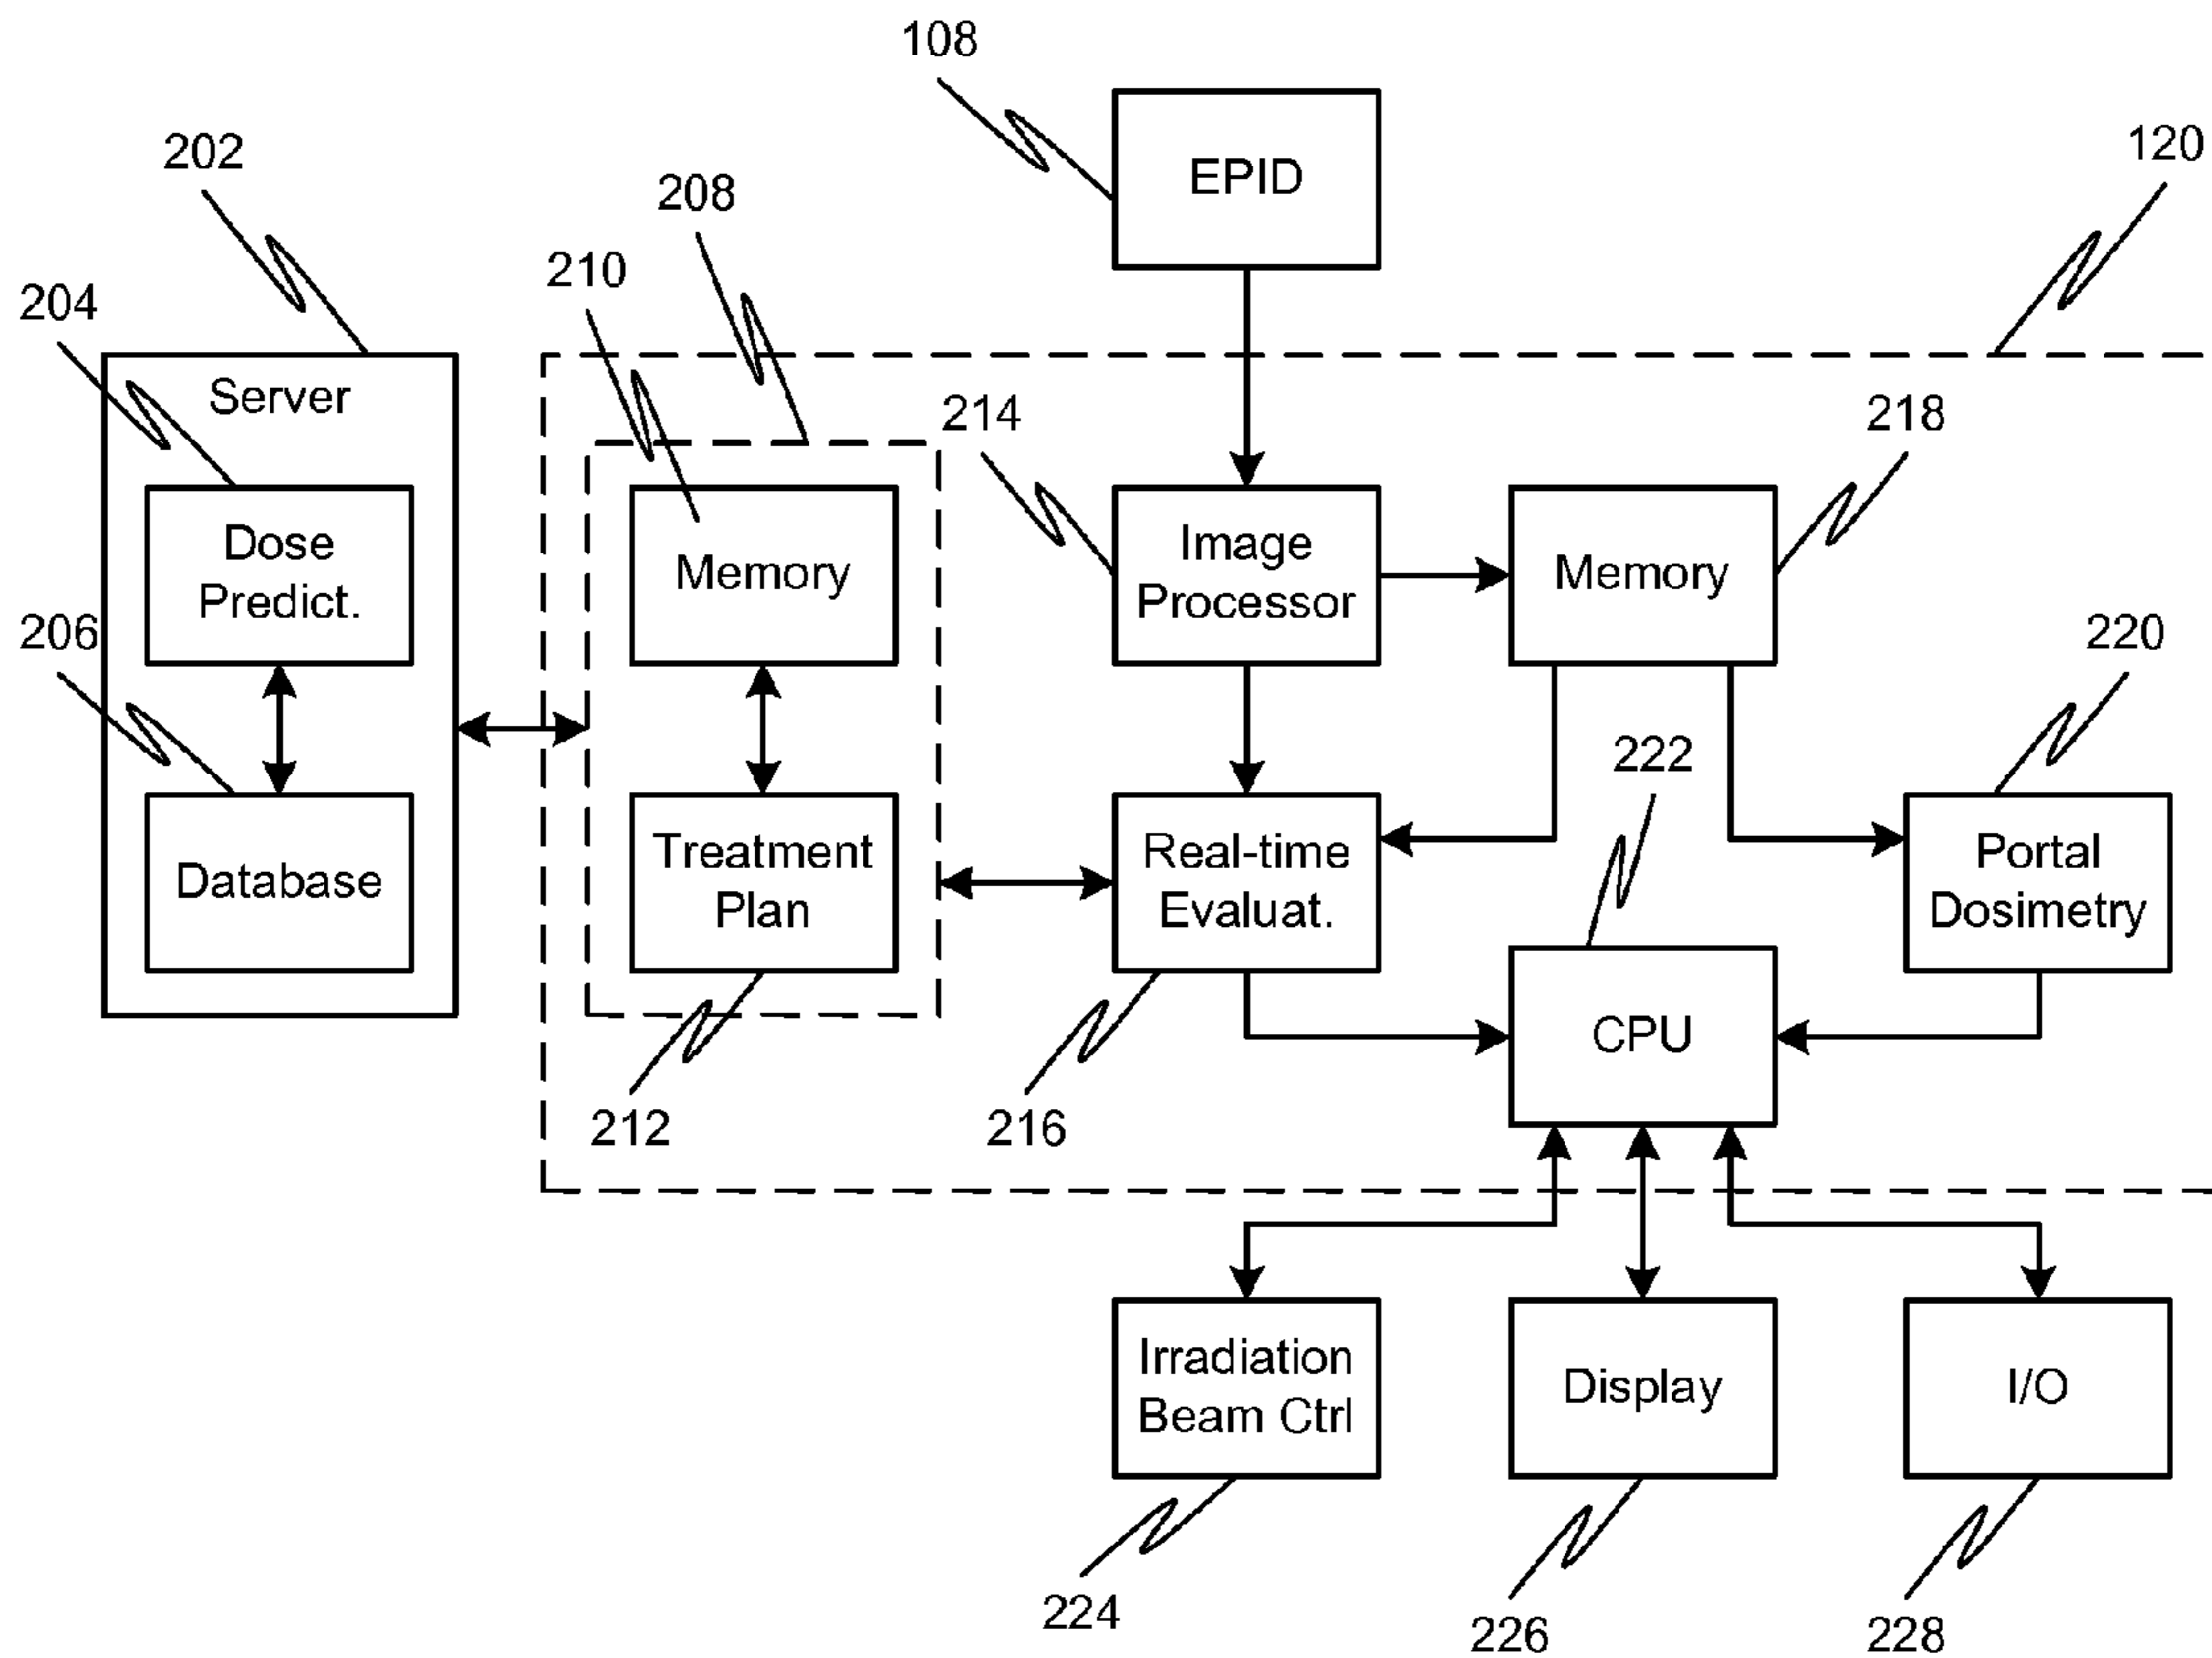 108
EPID
120
202
208
210
204
Server
214
218
Dose
Predict.
Memory
Image
Processor
Memory
206
220
222
Database
Treatment
Plan
Real-time
Evaluat.
Portal
Dosimetry
CPU
212
216
Irradiation
Beam Ctrl
Display
I/O
224
226
228